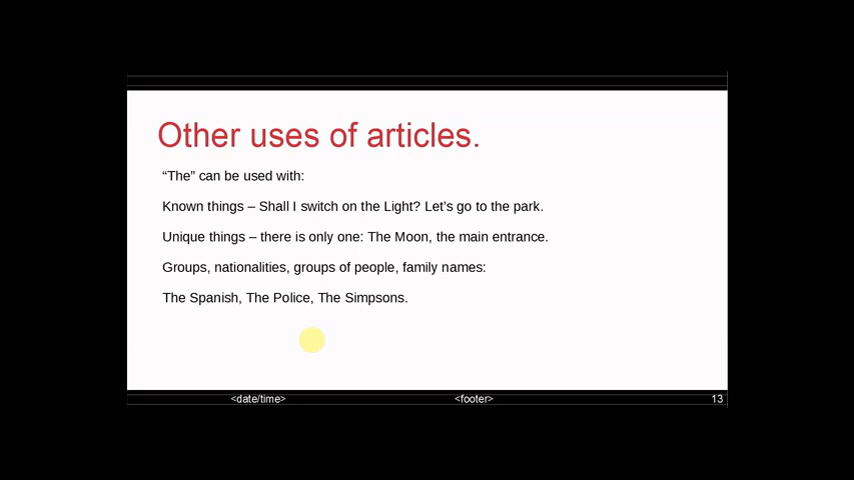 Other uses of articles.
“The” can be used with:
Known things – Shall I switch on the Light? Let’s go to the park.
Unique things – there is only one: The Moon, the main entrance.
Groups, nationalities, groups of people, family names:
The Spanish, The Police, The Simpsons.
<date/time> <footer> 13